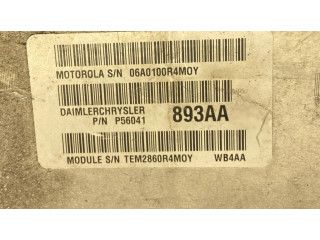 MOTOROLA S/N 06A0100R4MOY
DAIMLERCHRYSLER 893AA
P/N P56041
MODULE S/N TEM2860R4MOY WB4AA